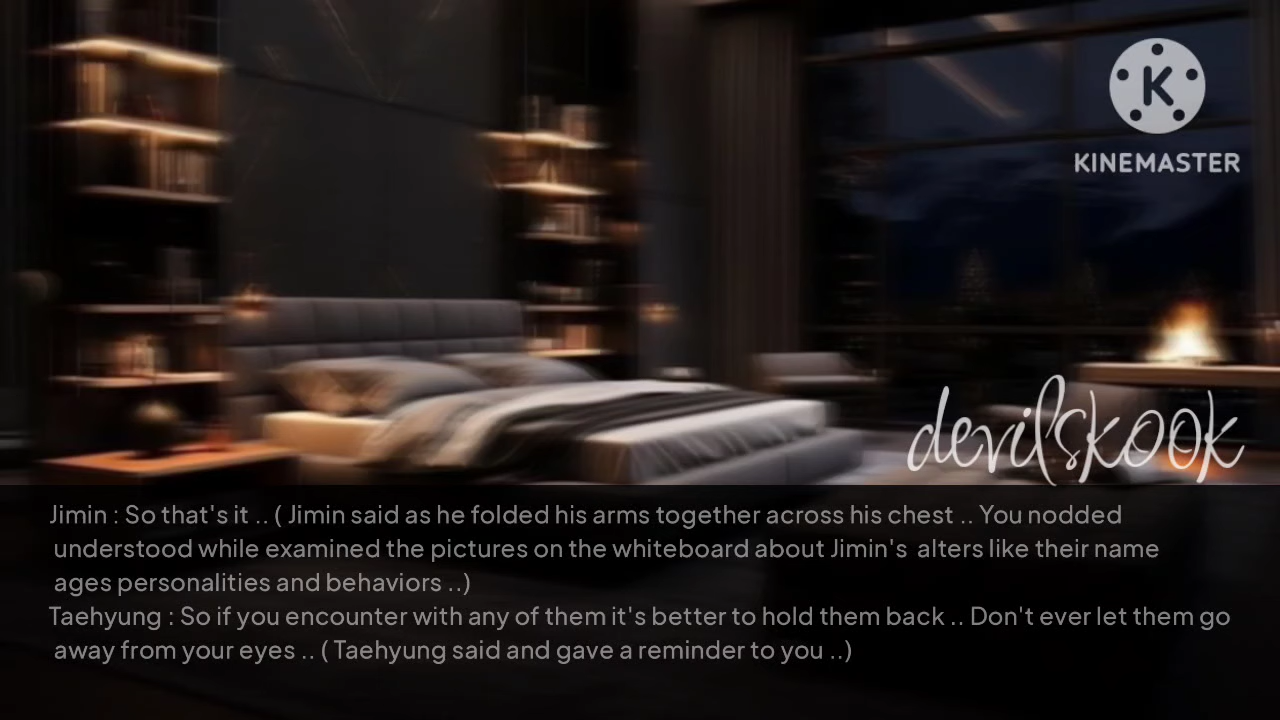 K
KINEMASTER
devilskook
Jimin : So that's it .. ( Jimin said as he folded his arms together across his chest .. You nodded
understood while examined the pictures on the whiteboard about Jimin's alters like their name
ages personalities and behaviors ..)
Taehyung : So if you encounter with any of them it's better to hold them back .. Don't ever let them go
away from your eyes .. ( Taehyung said and gave a reminder to you ..)